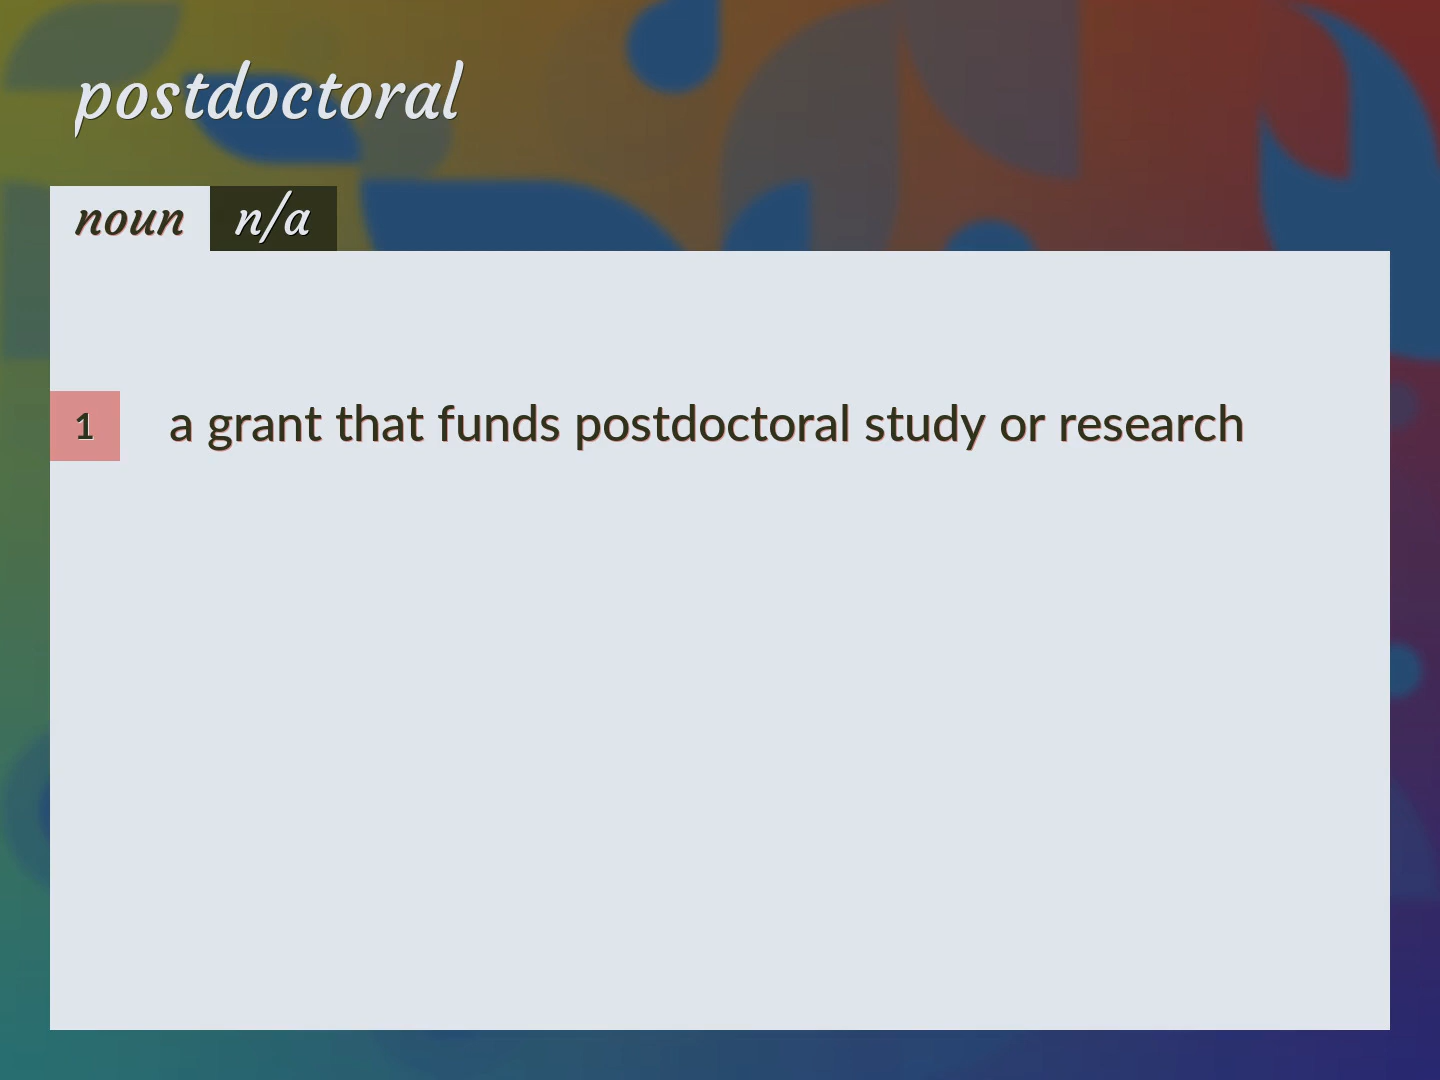 postdoctoral
noun n/a
1 a grant that funds postdoctoral study or research